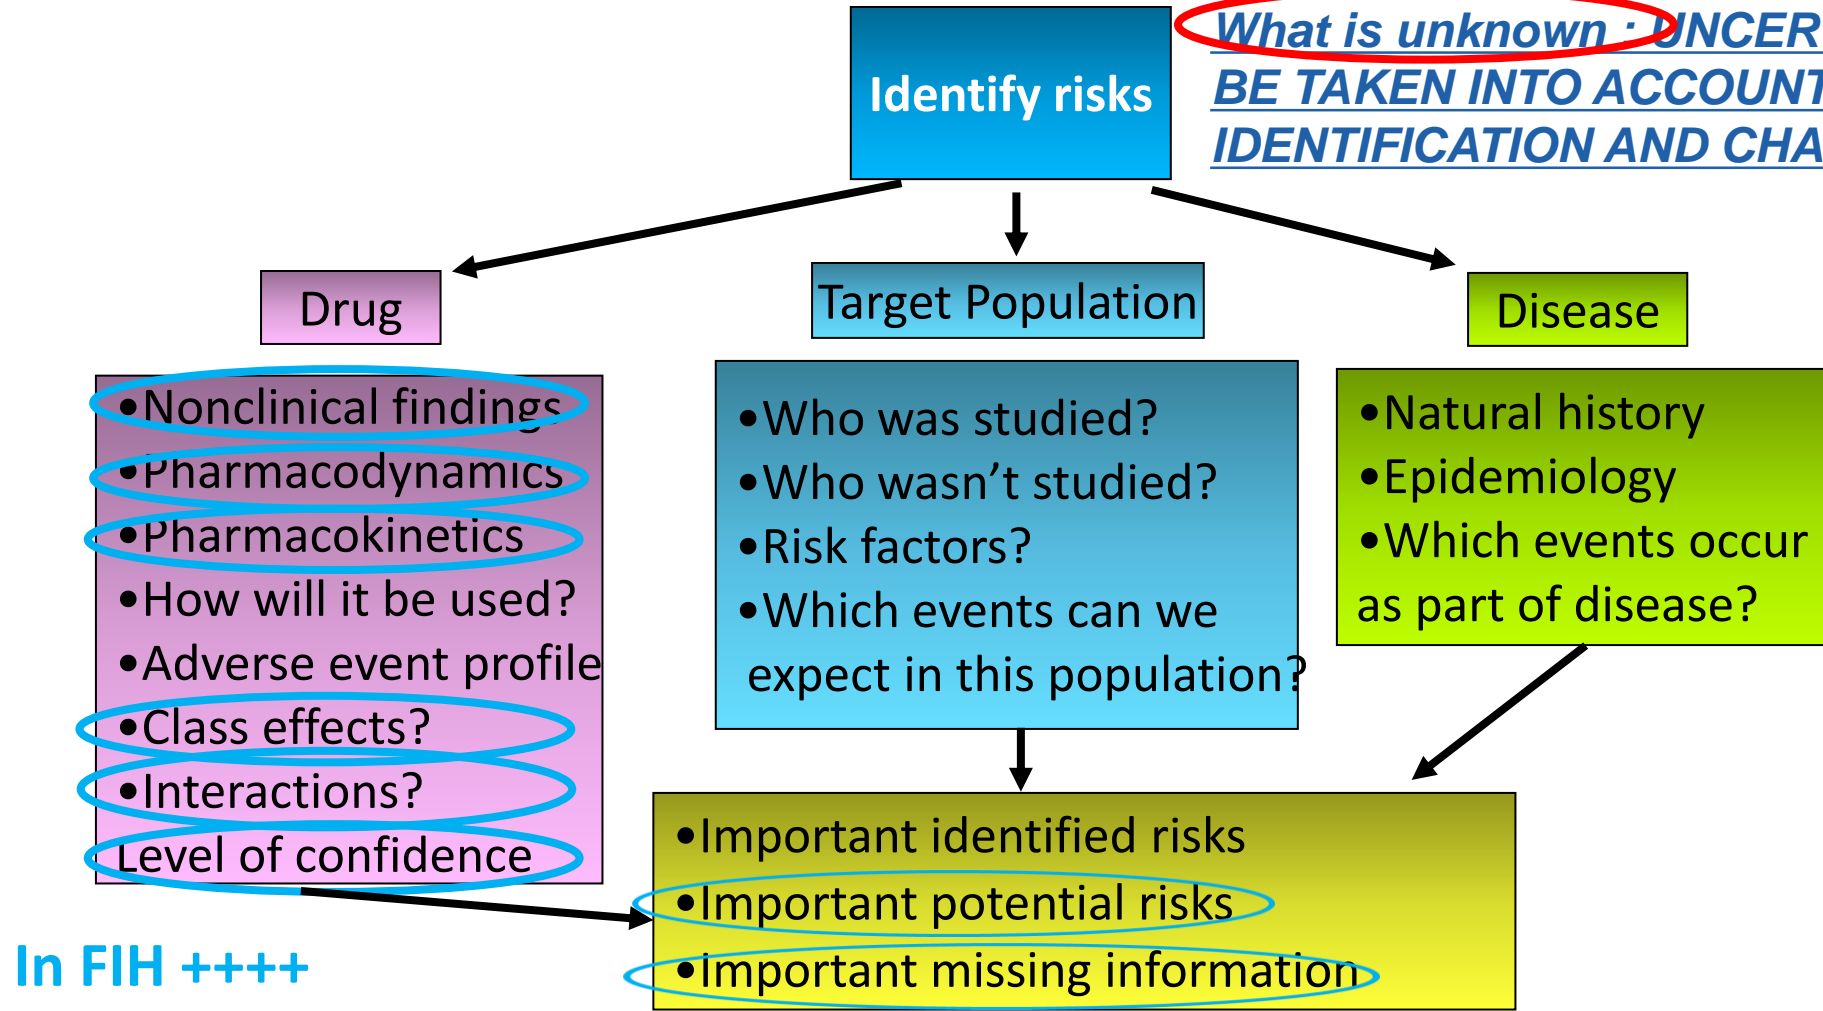 What is unknown : UNCER
BE TAKEN INTO ACCOUNT
IDENTIFICATION AND CHA
Identify risks
Drug
Target Population
Disease
•Nonclinical findings
•Pharmacodynamics
•Pharmacokinetics
•How will it be used?
•Adverse event profile
•Class effects?
•Interactions?
Level of confidence
•Who was studied?
•Who wasn’t studied?
•Risk factors?
•Which events can we
expect in this population?
•Natural history
•Epidemiology
•Which events occur
as part of disease?
•Important identified risks
•Important potential risks
•Important missing information
In FIH ++++